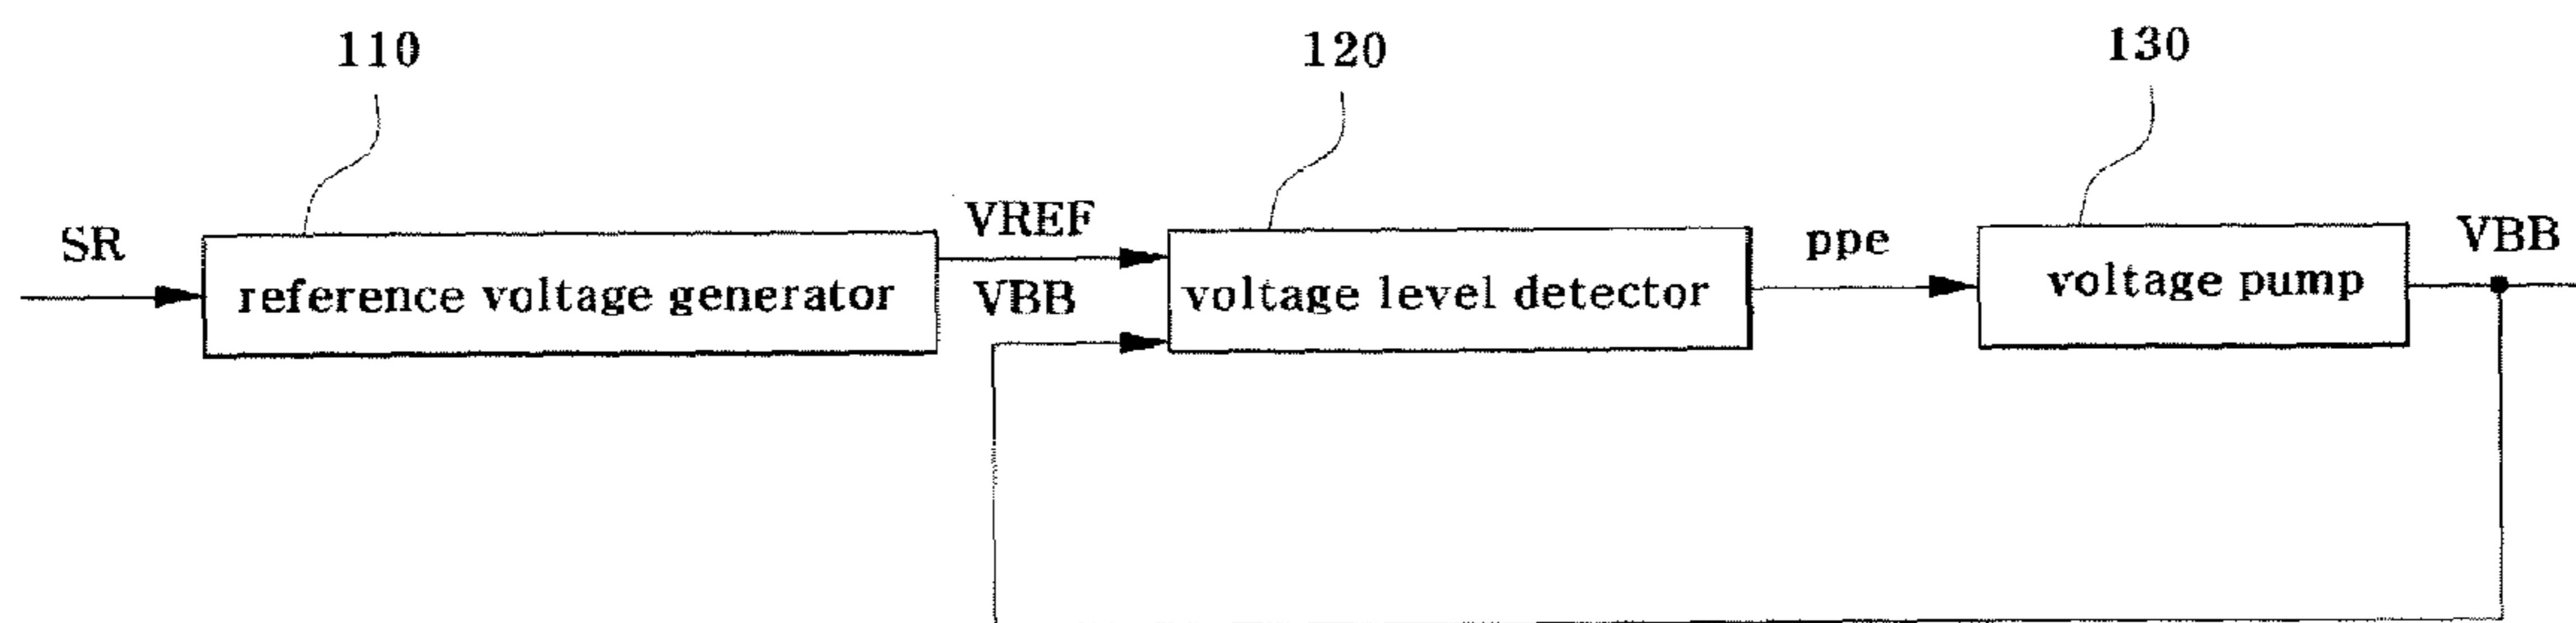 110
120
130
SR
reference voltage generator
VREF
VBB
voltage level detector
ppe
voltage pump
VBB